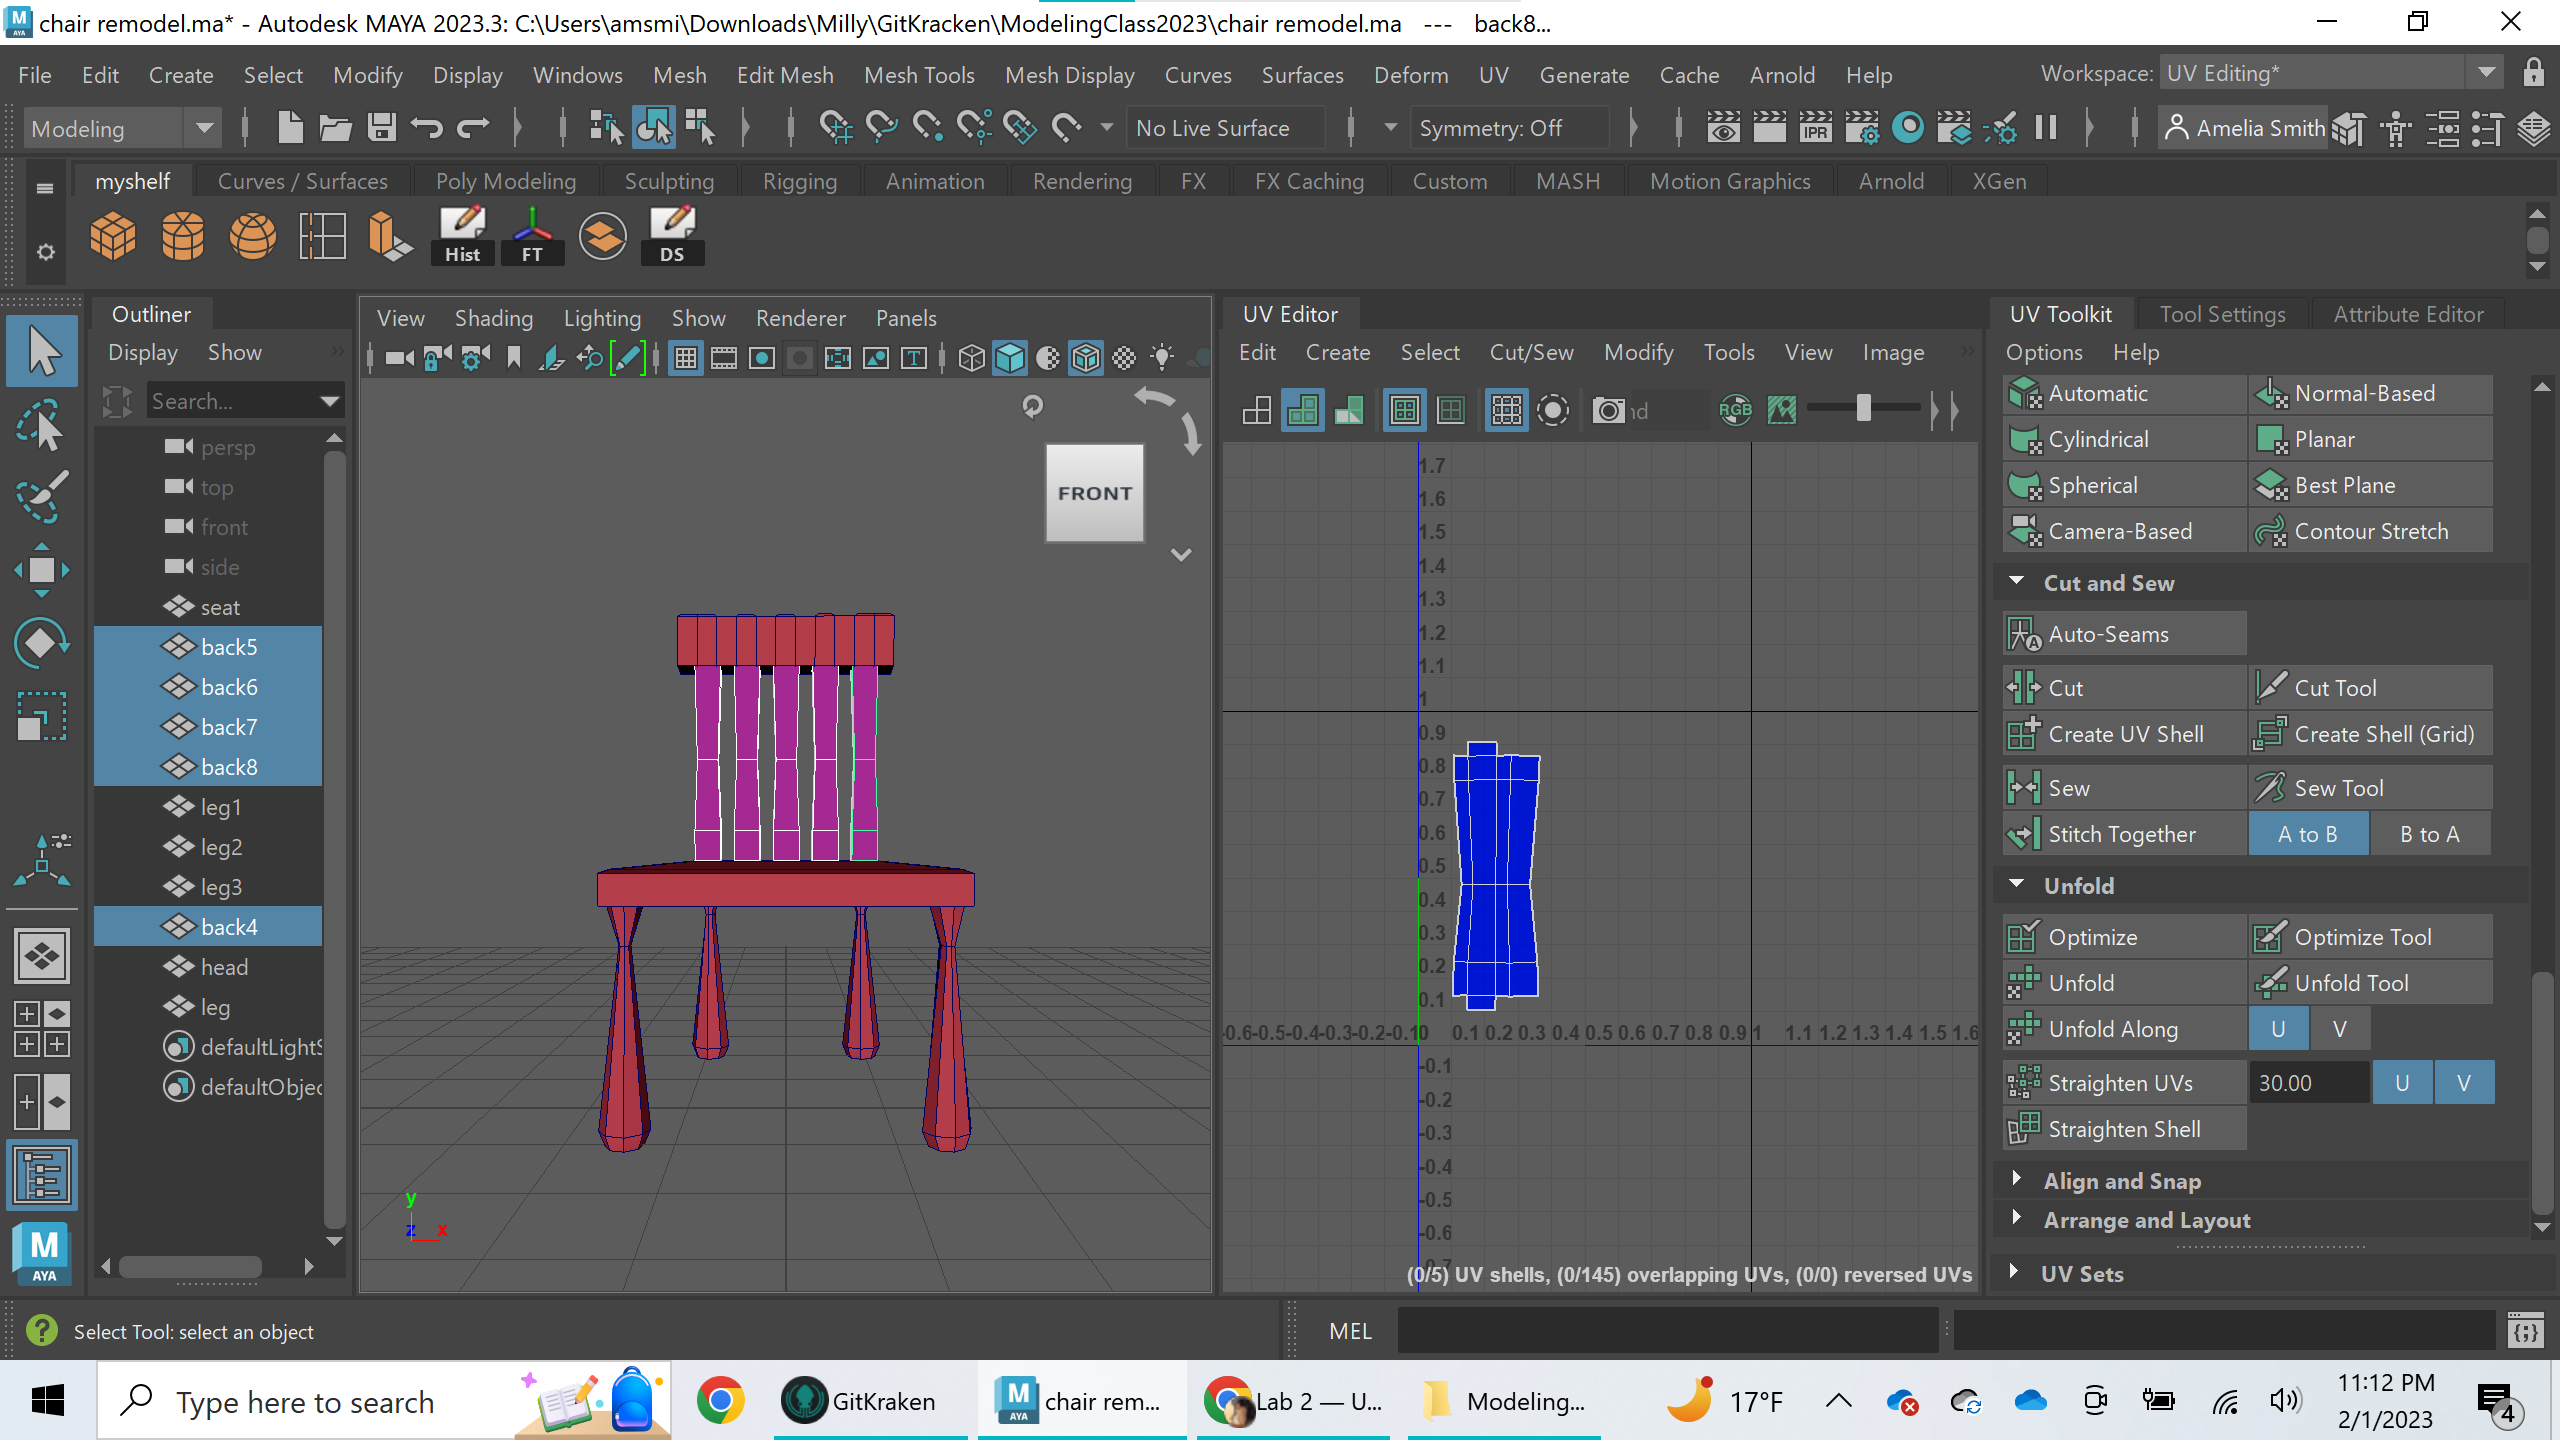 chair remodel.ma* - Autodesk MAYA 2023.3: C:\Users\amsmi\Downloads\Milly\GitKracken\ModelingClass2023\chair remodel.ma --- back8...
File Edit Create Select Modify Display Windows Mesh Edit Mesh Mesh Tools Mesh Display Curves Surfaces Deform UV Generate Cache Arnold Help Workspace: UV Editing*
Modeling No Live Surface Symmetry: Off IPR Amelia Smith
myshelf Curves / Surfaces Poly Modeling Sculpting Rigging Animation Rendering FX FX Caching Custom MASH Motion Graphics Arnold XGen
Hist FT DS
Outliner
Display Show
Search...
persp
top
front
side
seat
back5
back6
back7
back8
leg1
leg2
leg3
back4
head
leg
defaultLightS
defaultObjec
View Shading Lighting Show Renderer Panels
FRONT
y
z x
UV Editor
Edit Create Select Cut/Sew Modify Tools View Image
RGB
1.7
1.6
1.5
1.4
1.3
1.2
1.1
1
0.9
0.8
0.7
0.6
0.5
0.4
0.3
0.2
0.1
-0.6 -0.5 -0.4 -0.3 -0.2 -0.1 0 0.1 0.2 0.3 0.4 0.5 0.6 0.7 0.8 0.9 1 1.1 1.2 1.3 1.4 1.5 1.6
-0.1
-0.2
-0.3
-0.4
-0.5
-0.6
(0/5) UV shells, (0/145) overlapping UVs, (0/0) reversed UVs
UV Toolkit Tool Settings Attribute Editor
Options Help
Automatic Normal-Based
Cylindrical Planar
Spherical Best Plane
Camera-Based Contour Stretch
Cut and Sew
Auto-Seams
Cut Cut Tool
Create UV Shell Create Shell (Grid)
Sew Sew Tool
Stitch Together A to B B to A
Unfold
Optimize Optimize Tool
Unfold Unfold Tool
Unfold Along U V
Straighten UVs 30.00 U V
Straighten Shell
Align and Snap
Arrange and Layout
UV Sets
M
AYA
Select Tool: select an object
MEL
Type here to search
GitKraken
chair rem...
Lab 2 — U...
Modeling...
17°F
11:12 PM
2/1/2023
4